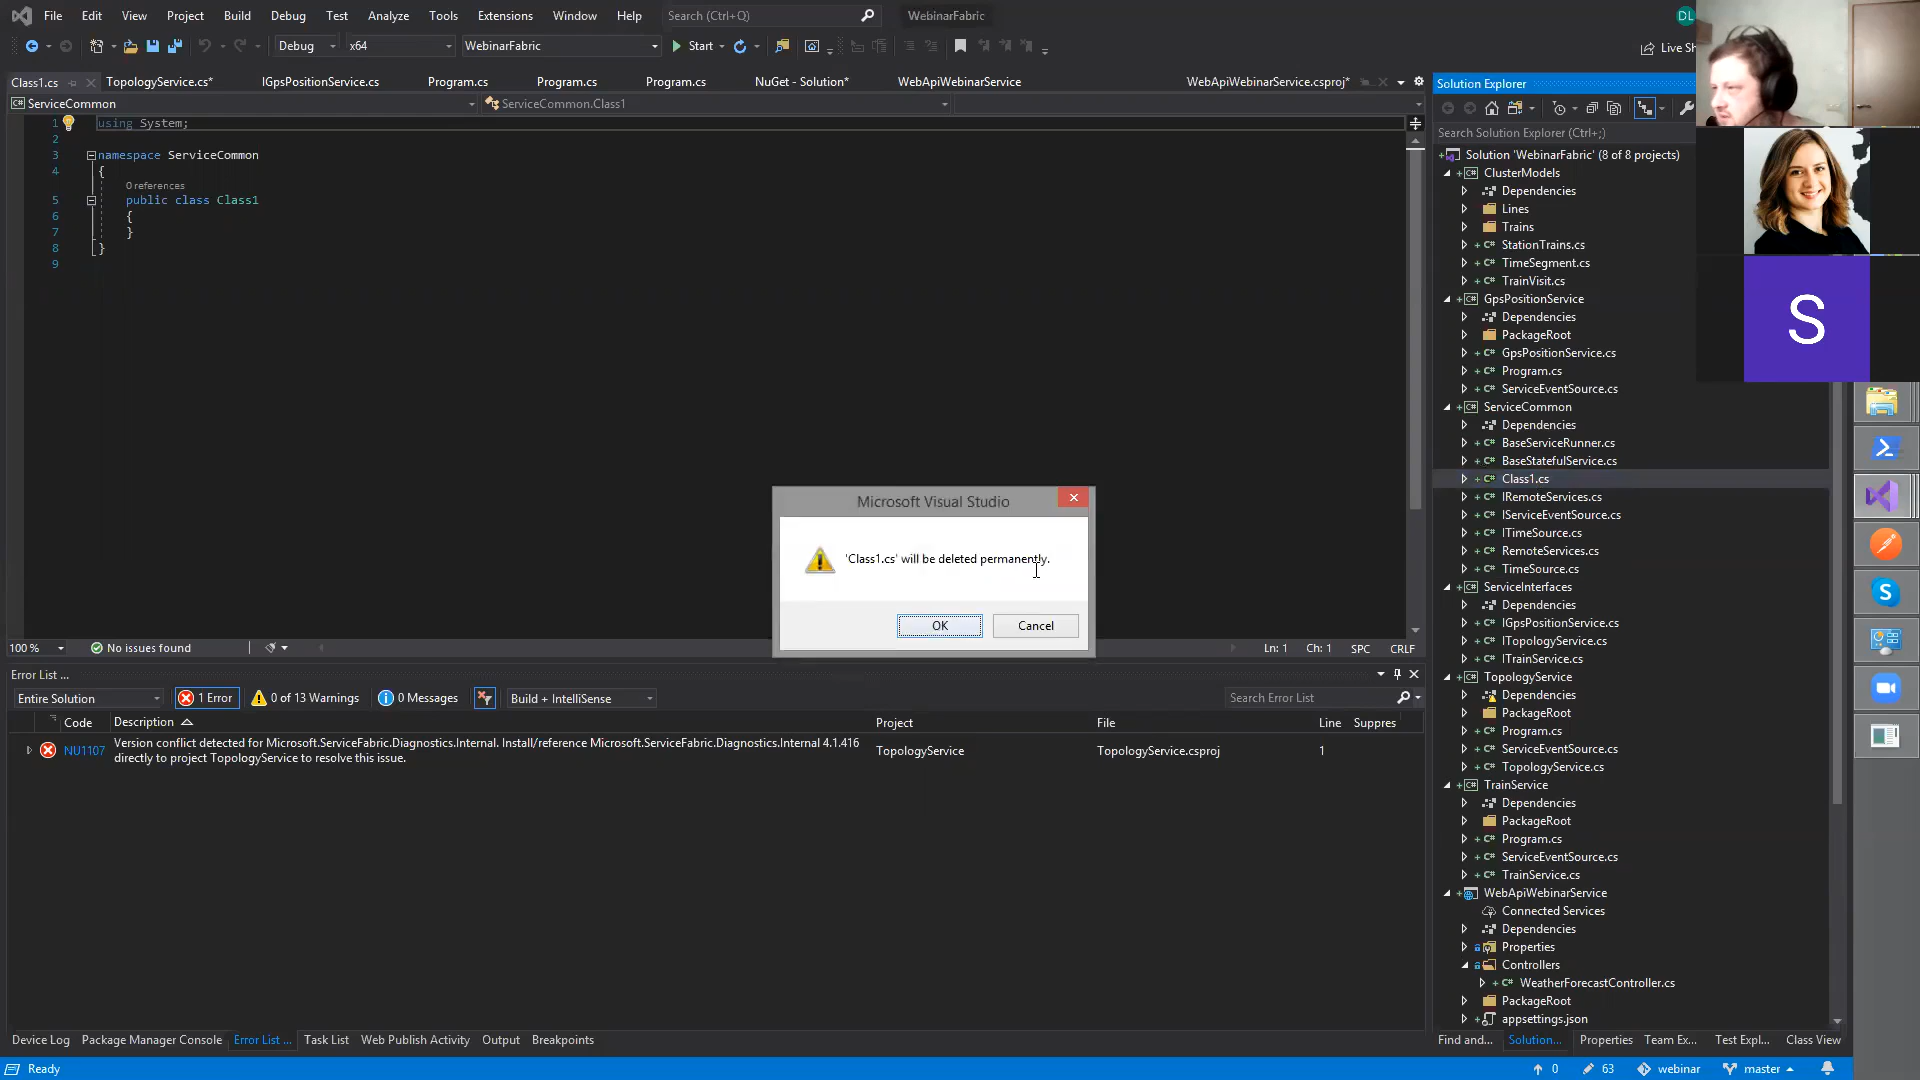 File Edit View Project Build Debug Test Analyze Tools Extensions Window Help Search (Ctrl+Q) WebinarFabric DL
Debug x64 WebinarFabric Start Live Sh
Class1.cs TopologyService.cs* IGpsPositionService.cs Program.cs Program.cs Program.cs NuGet - Solution* WebApiWebinarService WebApiWebinarService.csproj*
ServiceCommon ServiceCommon.Class1
1 using System;
2
3 namespace ServiceCommon
4 {
0 references
5 public class Class1
6 {
7 }
8 }
9
Microsoft Visual Studio
'Class1.cs' will be deleted permanently.
OK Cancel
100 % No issues found Ln: 1 Ch: 1 SPC CRLF
Error List ...
Entire Solution 1 Error 0 of 13 Warnings 0 Messages Build + IntelliSense Search Error List
Code Description Project File Line Suppres
NU1107 Version conflict detected for Microsoft.ServiceFabric.Diagnostics.Internal. Install/reference Microsoft.ServiceFabric.Diagnostics.Internal 4.1.416 directly to project TopologyService to resolve this issue. TopologyService TopologyService.csproj 1
Device Log Package Manager Console Error List ... Task List Web Publish Activity Output Breakpoints
Solution Explorer
Search Solution Explorer (Ctrl+;)
Solution 'WebinarFabric' (8 of 8 projects)
ClusterModels
Dependencies
Lines
Trains
StationTrains.cs
TimeSegment.cs
TrainVisit.cs
GpsPositionService
Dependencies
PackageRoot
GpsPositionService.cs
Program.cs
ServiceEventSource.cs
ServiceCommon
Dependencies
BaseServiceRunner.cs
BaseStatefulService.cs
Class1.cs
IRemoteServices.cs
IServiceEventSource.cs
ITimeSource.cs
RemoteServices.cs
TimeSource.cs
ServiceInterfaces
Dependencies
IGpsPositionService.cs
ITopologyService.cs
ITrainService.cs
TopologyService
Dependencies
PackageRoot
Program.cs
ServiceEventSource.cs
TopologyService.cs
TrainService
Dependencies
PackageRoot
Program.cs
ServiceEventSource.cs
TrainService.cs
WebApiWebinarService
Connected Services
Dependencies
Properties
Controllers
WeatherForecastController.cs
PackageRoot
appsettings.json
Find and... Solution... Properties Team Ex... Test Expl... Class View
S
Ready 0 63 webinar master